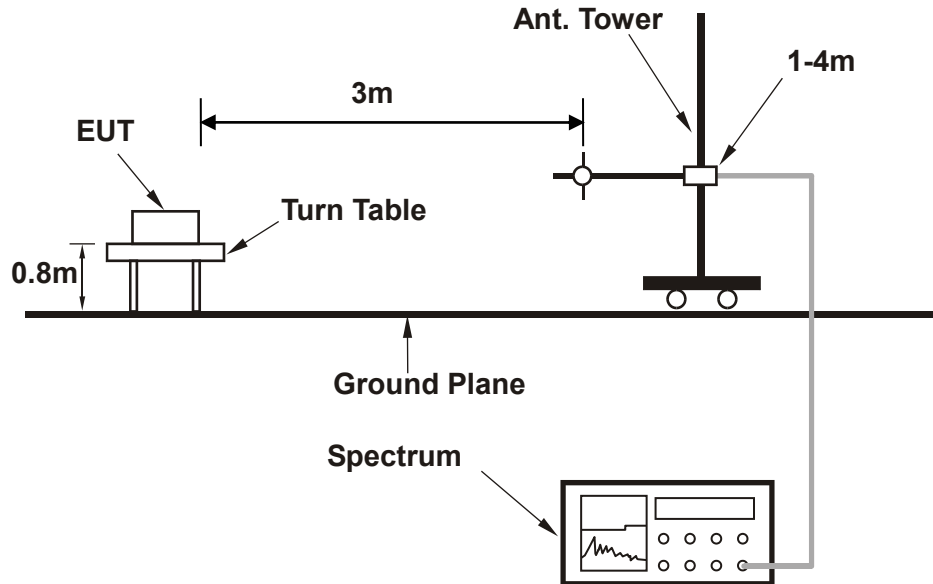 Ant. Tower
1-4m
3m
EUT
Turn Table
0.8m
Ground Plane
Spectrum